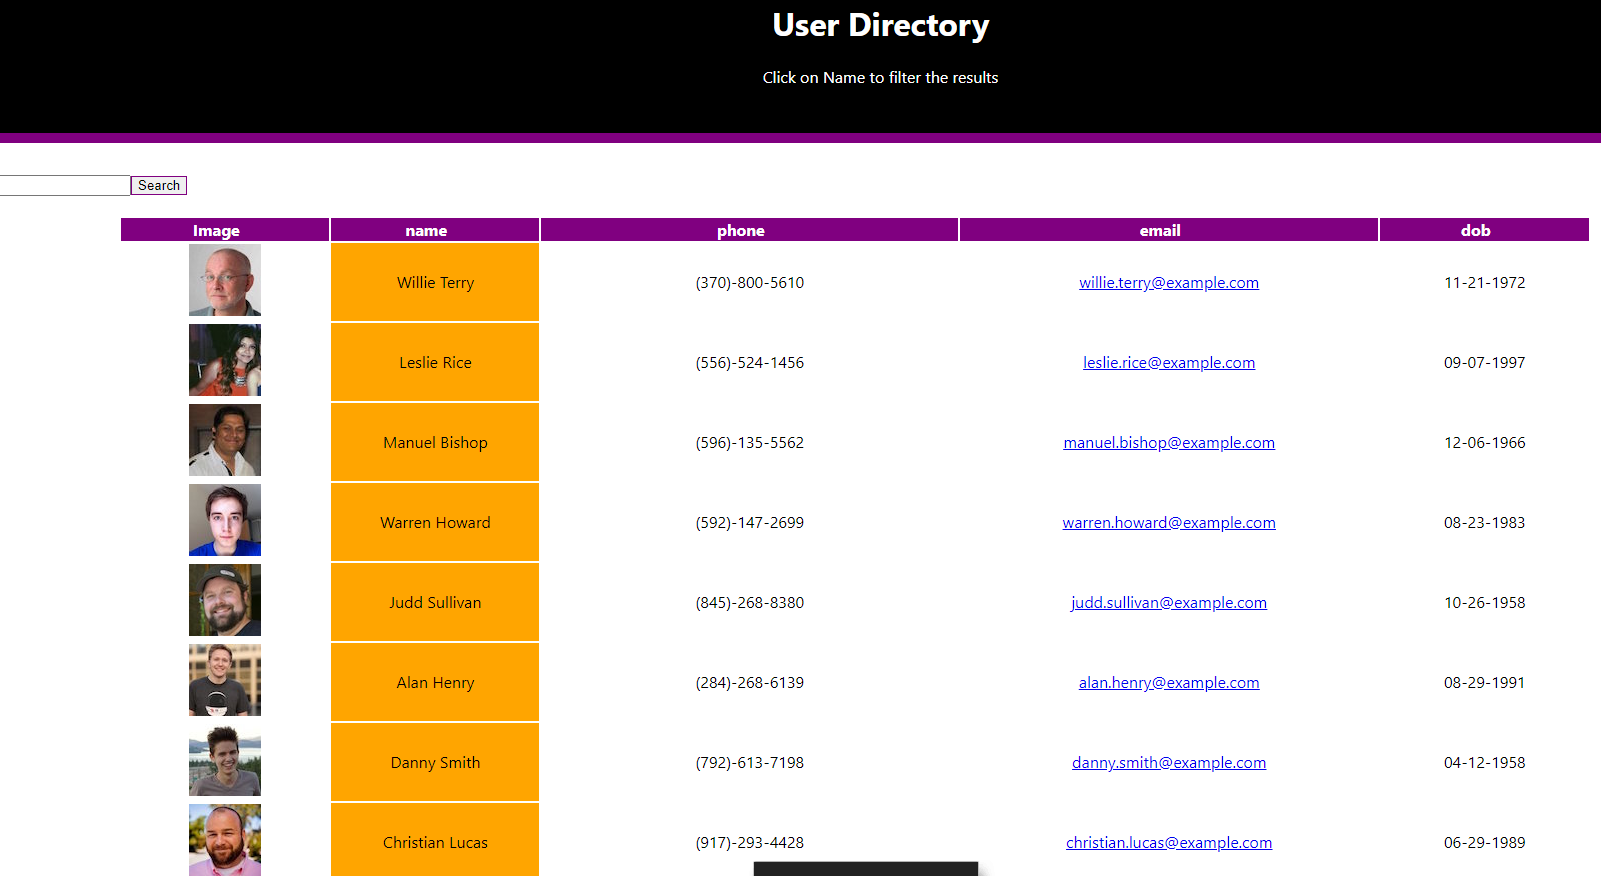 User Directory
Click on Name to filter the results
Search
Image name phone email dob
Willie Terry (370)-800-5610 willie.terry@example.com 11-21-1972
Leslie Rice (556)-524-1456 leslie.rice@example.com 09-07-1997
Manuel Bishop (596)-135-5562 manuel.bishop@example.com 12-06-1966
Warren Howard (592)-147-2699 warren.howard@example.com 08-23-1983
Judd Sullivan (845)-268-8380 judd.sullivan@example.com 10-26-1958
Alan Henry (284)-268-6139 alan.henry@example.com 08-29-1991
Danny Smith (792)-613-7198 danny.smith@example.com 04-12-1958
Christian Lucas (917)-293-4428 christian.lucas@example.com 06-29-1989